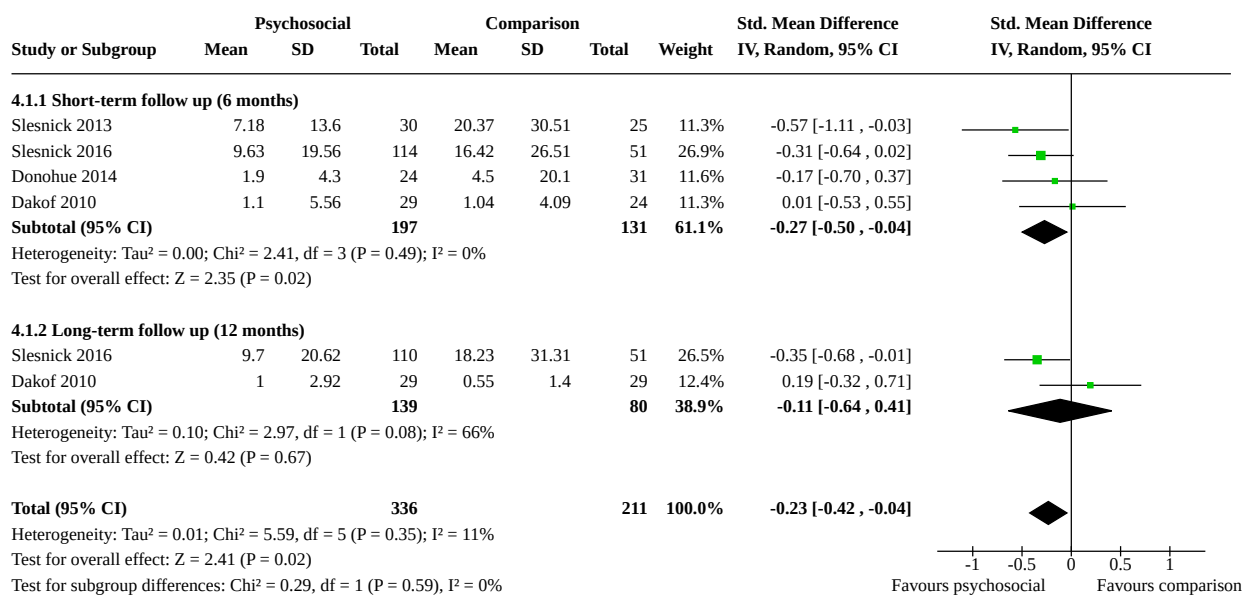 Psychosocial Comparison Std. Mean Difference Std. Mean Difference
Study or Subgroup Mean SD Total Mean SD Total Weight IV, Random, 95% CI IV, Random, 95% CI
4.1.1 Short-term follow up (6 months)
Slesnick 2013 7.18 13.6 30 20.37 30.51 25 11.3% -0.57 [-1.11 , -0.03]
Slesnick 2016 9.63 19.56 114 16.42 26.51 51 26.9% -0.31 [-0.64 , 0.02]
Donohue 2014 1.9 4.3 24 4.5 20.1 31 11.6% -0.17 [-0.70 , 0.37]
Dakof 2010 1.1 5.56 29 1.04 4.09 24 11.3% 0.01 [-0.53 , 0.55]
Subtotal (95% CI) 197 131 61.1% -0.27 [-0.50 , -0.04]
Heterogeneity: Tau² = 0.00; Chi² = 2.41, df = 3 (P = 0.49); I² = 0%
Test for overall effect: Z = 2.35 (P = 0.02)
4.1.2 Long-term follow up (12 months)
Slesnick 2016 9.7 20.62 110 18.23 31.31 51 26.5% -0.35 [-0.68 , -0.01]
Dakof 2010 1 2.92 29 0.55 1.4 29 12.4% 0.19 [-0.32 , 0.71]
Subtotal (95% CI) 139 80 38.9% -0.11 [-0.64 , 0.41]
Heterogeneity: Tau² = 0.10; Chi² = 2.97, df = 1 (P = 0.08); I² = 66%
Test for overall effect: Z = 0.42 (P = 0.67)
Total (95% CI) 336 211 100.0% -0.23 [-0.42 , -0.04]
Heterogeneity: Tau² = 0.01; Chi² = 5.59, df = 5 (P = 0.35); I² = 11%
Test for overall effect: Z = 2.41 (P = 0.02)
-1 -0.5 0 0.5 1
Test for subgroup differences: Chi² = 0.29, df = 1 (P = 0.59), I² = 0%
Favours psychosocial Favours comparison